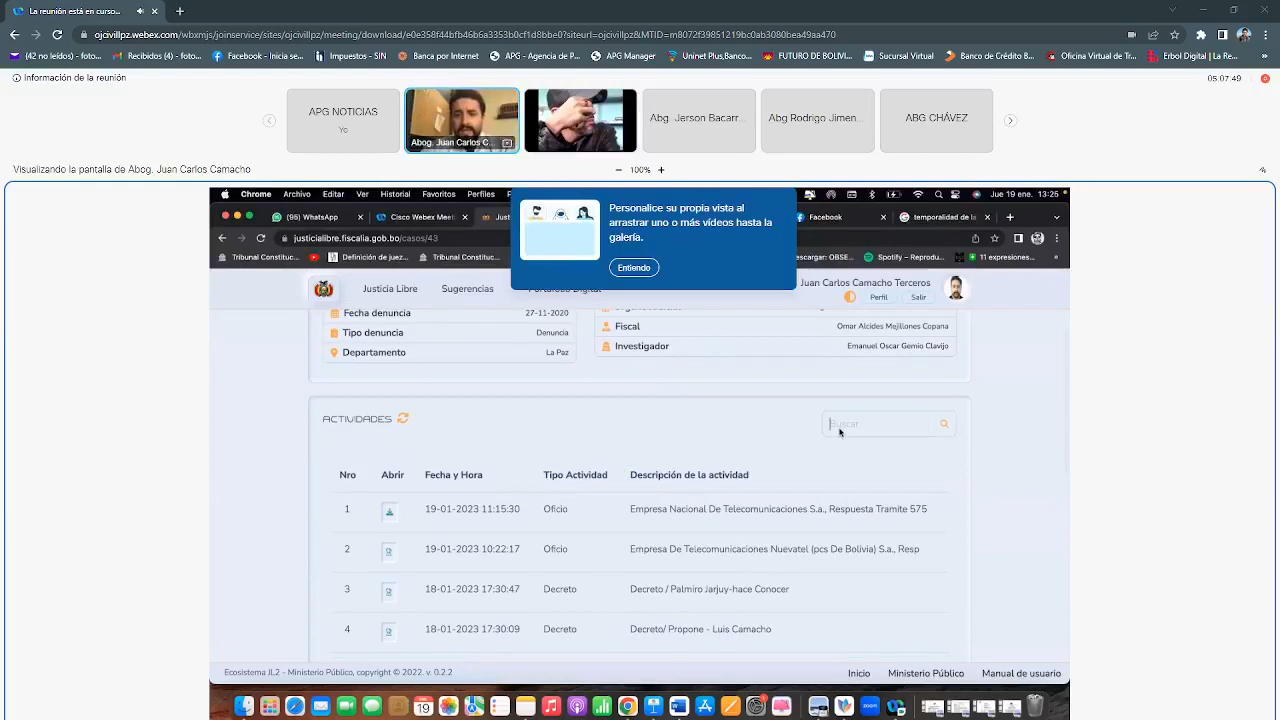 La reunión está en curso...
ojcivillpz.webex.com/wbxmjs/joinservice/sites/ojcivillpz/meeting/download/
(42 no leídos) - foto...
Recibidos (4) - foto...
Facebook - Inicia se...
Impuestos - SIN
Banking
APG - Agencia de P...
APG Manager
Uninet Plus,Banco...
FUTURO DE BOLIVI...
Sucursal Virtual
Banco de Crédito B...
Oficina Virtual de Tr...
Erbol Digital | La Re...
Información de la reunión
05:07:49
APG NOTICIAS
Yo
Abog. Juan Carlos C...
Abg. Jerson Bacarr...
Abg Rodrigo Jimen...
ABG CHÁVEZ
Visualizando la pantalla de Abog. Juan Carlos Camacho
100%
Chrome Archivo Editar Ver Historial Favoritos Perfiles
Jue 19 ene. 13:25
Personalice su propia vista al
arrastrar uno o más vídeos hasta la
galería.
Entiendo
(95) WhatsApp
Cisco Webex Meet
Facebook
temporalidad de la
justicialibre.fiscalia.gob.bo/casos/43
Tribunal Constituc...
Definición de juez...
Tribunal Constituc...
escargar: OBSE...
Spotify – Reprodu...
11 expresiones...
Justicia Libre
Sugerencias
Portafolio Digital
Juan Carlos Camacho Terceros
Perfil
Salir
Fecha denuncia 27-11-2020
Tipo denuncia Denuncia
Departamento La Paz
Fiscal Omar Alcides Mejillones Copana
Investigador Emanuel Oscar Gemio Clavijo
ACTIVIDADES
Buscar
Nro Abrir Fecha y Hora Tipo Actividad Descripción de la actividad
1 19-01-2023 11:15:30 Oficio Empresa Nacional De Telecomunicaciones S.a., Respuesta Tramite 575
2 19-01-2023 10:22:17 Oficio Empresa De Telecomunicaciones Nuevatel (pcs De Bolivia) S.a., Resp
3 18-01-2023 17:30:47 Decreto Decreto / Palmiro Jarjuy-hace Conocer
4 18-01-2023 17:30:09 Decreto Decreto/ Propone - Luis Camacho
Ecosistema JL2 - Ministerio Público, copyright © 2022. v. 0.2.2
Inicio
Ministerio Público
Manual de usuario
ENE
19
zoom